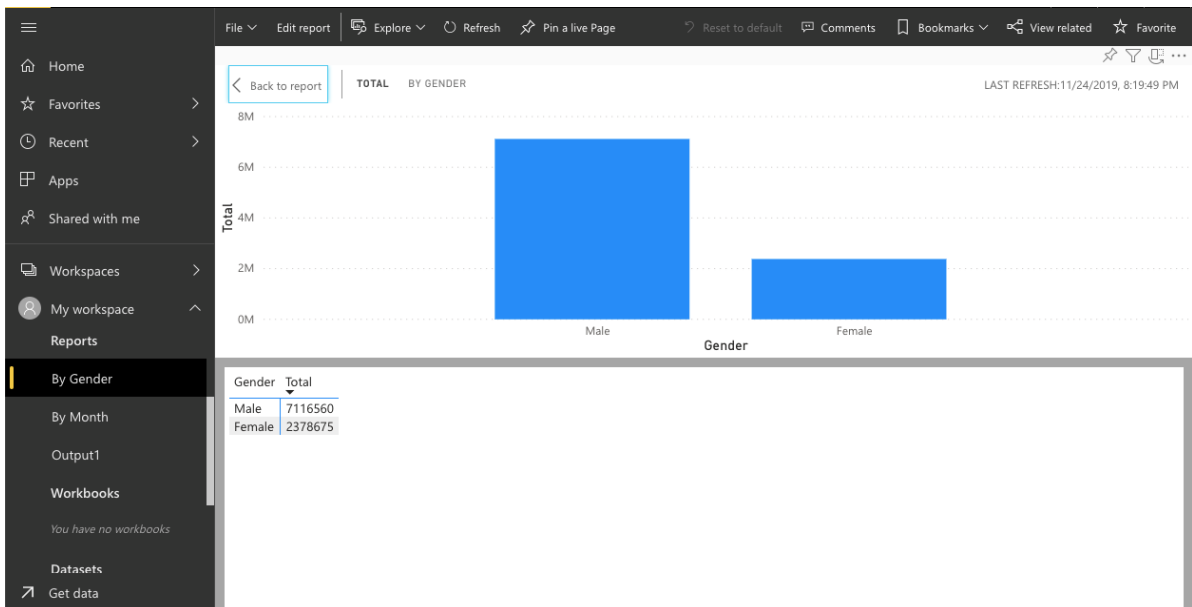 File Edit report Explore Refresh Pin a live Page Reset to default Comments Bookmarks View related Favorite
Home
Favorites
Recent
Apps
Shared with me
Workspaces
My workspace
Reports
By Gender
By Month
Output1
Workbooks
You have no workbooks
Datasets
Get data
Back to report TOTAL BY GENDER LAST REFRESH:11/24/2019, 8:19:49 PM
8M
6M
4M
2M
0M
Total
Male Female
Gender
Gender Total
Male 7116560
Female 2378675